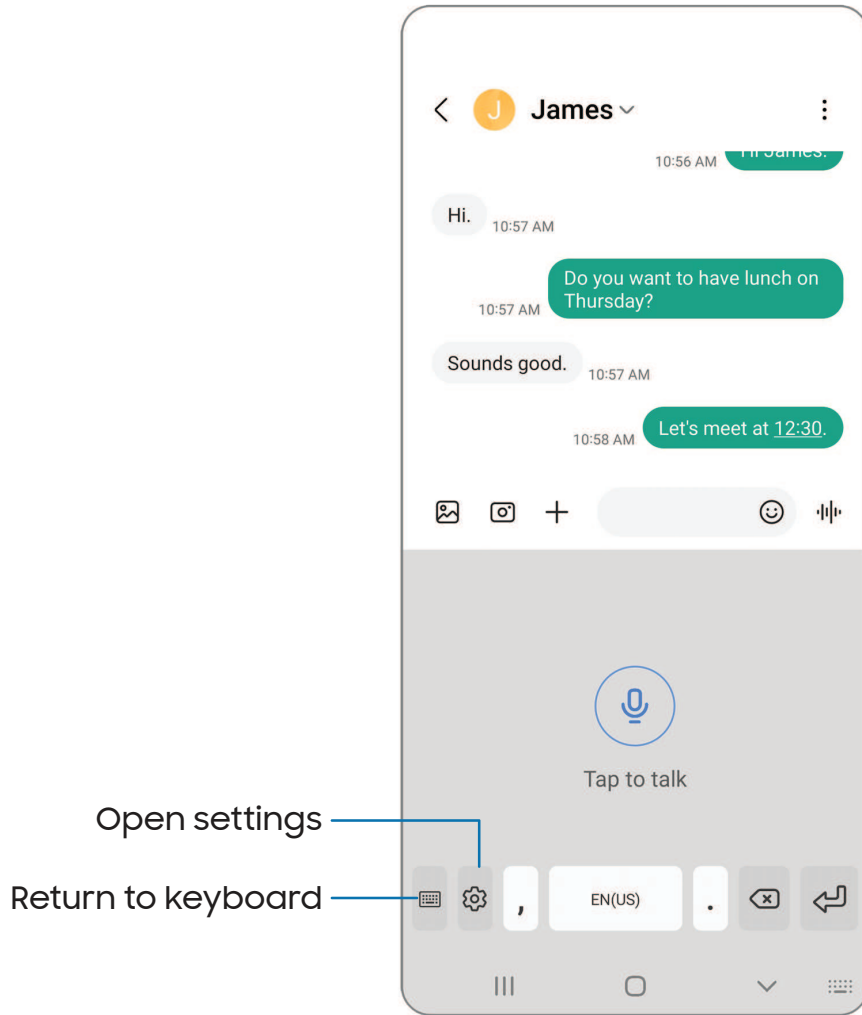 J
James
10:56 AM
Hi James.
Hi.
10:57 AM
Do you want to have lunch on
Thursday?
10:57 AM
Sounds good.
10:57 AM
Let's meet at 12:30.
10:58 AM
Tap to talk
Open settings
Return to keyboard
, EN(US) .